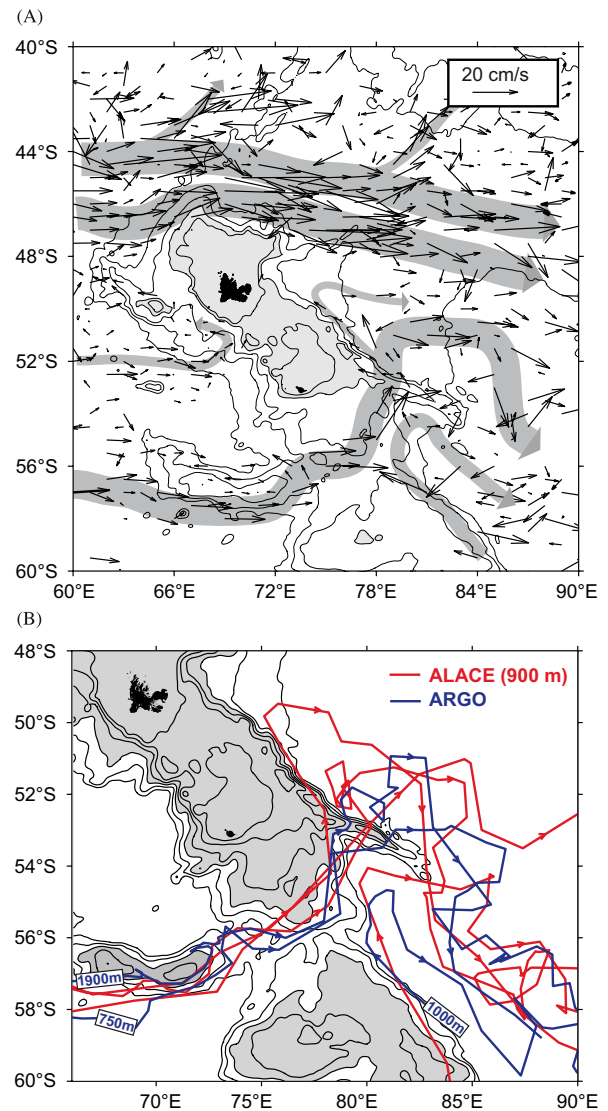 (A)
40°S
20 cm/s
44°S
48°S
52°S
56°S
60°S
60°E 66°E 72°E 78°E 84°E 90°E
(B)
48°S
ALACE (900 m)
50°S
ARGO
52°S
54°S
56°S
1900m
58°S
750m
1000m
60°S
70°E 75°E 80°E 85°E 90°E